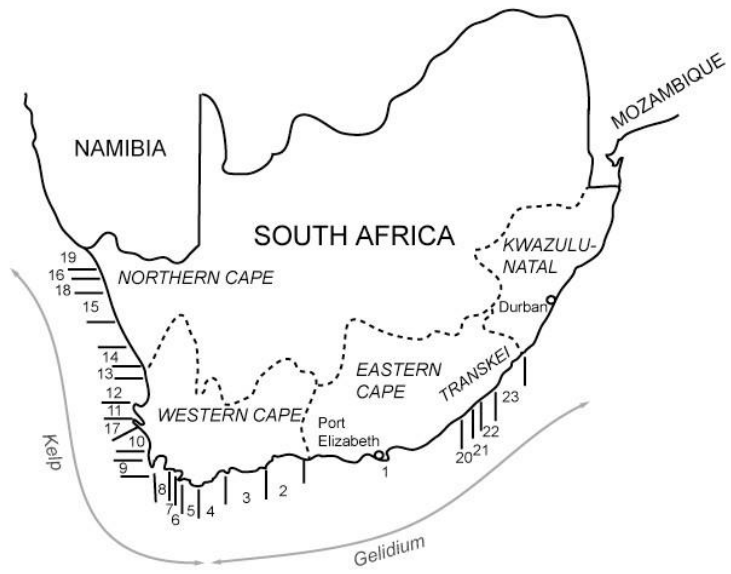 MOZAMBIQUE
NAMIBIA
SOUTH AFRICA
KWAZULU-
NATAL
19
16
18
15
NORTHERN CAPE
Durban
14
13
12
11
17
10
9
EASTERN
CAPE
TRANSKEI
WESTERN CAPE
Port
Elizabeth
23
22
21
20
1
2
3
4
5
6
7
8
Kelp
Gelidium